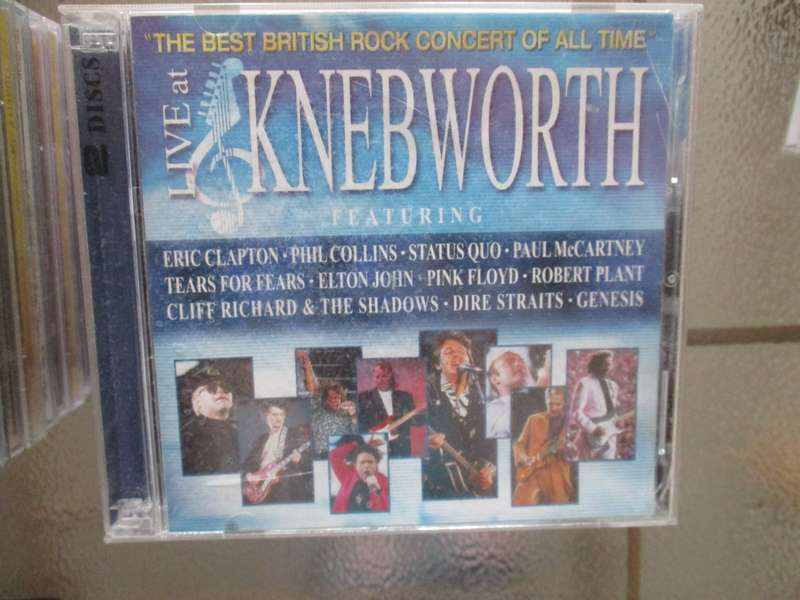 "THE BEST BRITISH ROCK CONCERT OF ALL TIME"
LIVE at
KNEBWORTH
FEATURING
ERIC CLAPTON · PHIL COLLINS · STATUS QUO · PAUL McCARTNEY
TEARS FOR FEARS · ELTON JOHN · PINK FLOYD · ROBERT PLANT
CLIFF RICHARD & THE SHADOWS · DIRE STRAITS · GENESIS
2 DISCS